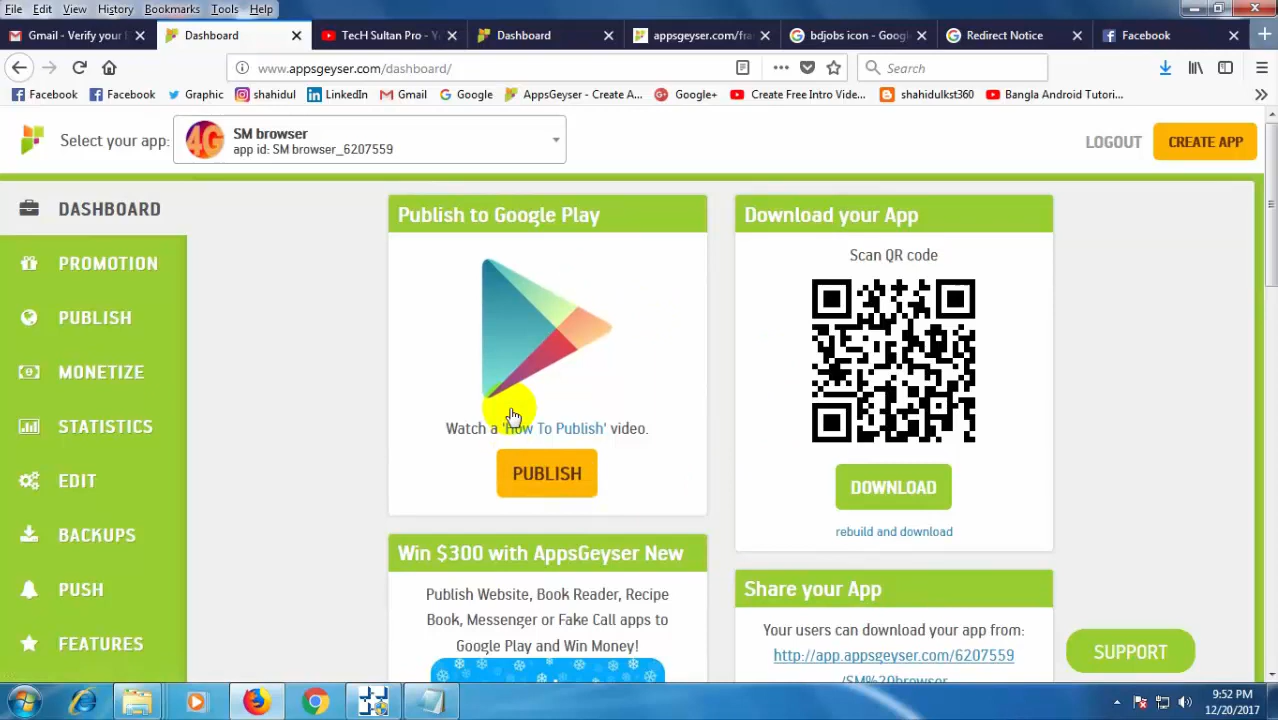 File Edit View History Bookmarks Tools Help
Gmail - Verify your
Dashboard
TecH Sultan Pro - Y
Dashboard
appsgeyser.com/fra
bdjobs icon - Goog
Redirect Notice
Facebook
www.appsgeyser.com/dashboard/
Search
Facebook Facebook Graphic shahidul LinkedIn Gmail Google AppsGeyser - Create A... Google+ Create Free Intro Vide... shahidulkst360 Bangla Android Tutori...
Select your app:
4G
SM browser
app id: SM browser_6207559
LOGOUT
CREATE APP
DASHBOARD
PROMOTION
PUBLISH
MONETIZE
STATISTICS
EDIT
BACKUPS
PUSH
FEATURES
Publish to Google Play
Watch a 'How To Publish' video.
PUBLISH
Win $300 with AppsGeyser New
Publish Website, Book Reader, Recipe
Book, Messenger or Fake Call apps to
Google Play and Win Money!
Download your App
Scan QR code
DOWNLOAD
rebuild and download
Share your App
Your users can download your app from:
http://app.appsgeyser.com/6207559
/SM%20browser
SUPPORT
9:52 PM
12/20/2017